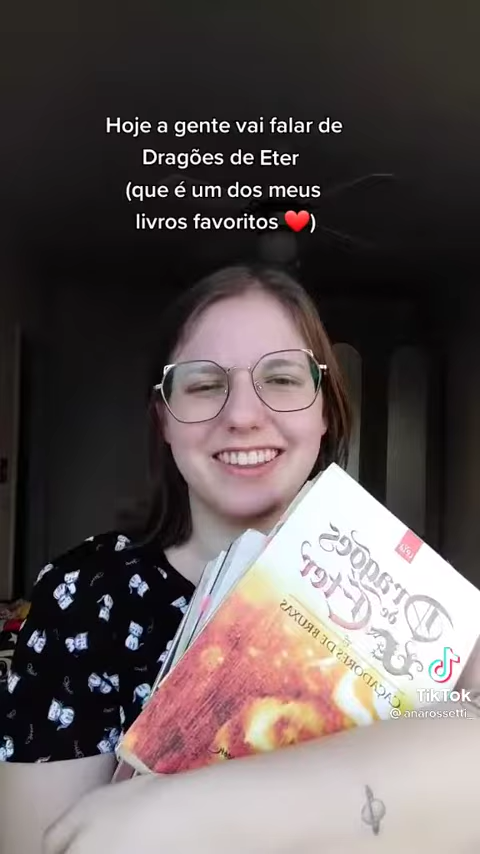 Hoje a gente vai falar de
Dragões de Eter
(que é um dos meus
livros favoritos ❤️)
Dragões
de Eter
CAÇADORES DE BRUXAS
TikTok
@anarossetti_